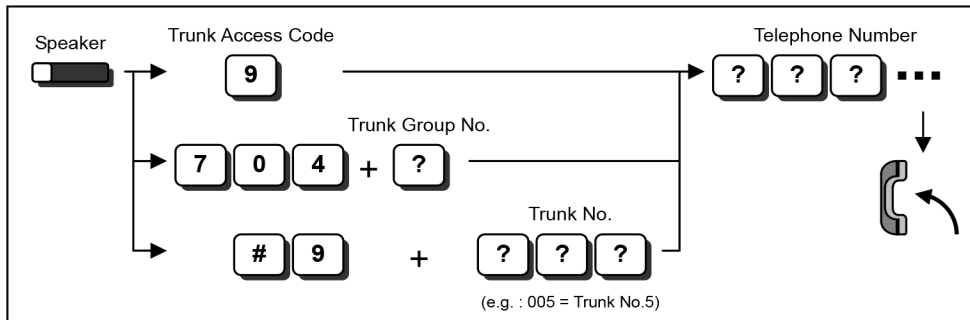 Speaker
Trunk Access Code
9
Telephone Number
? ? ? ...
Trunk Group No.
7 0 4 + ?
Trunk No.
# 9 + ? ? ?
(e.g. : 005 = Trunk No.5)